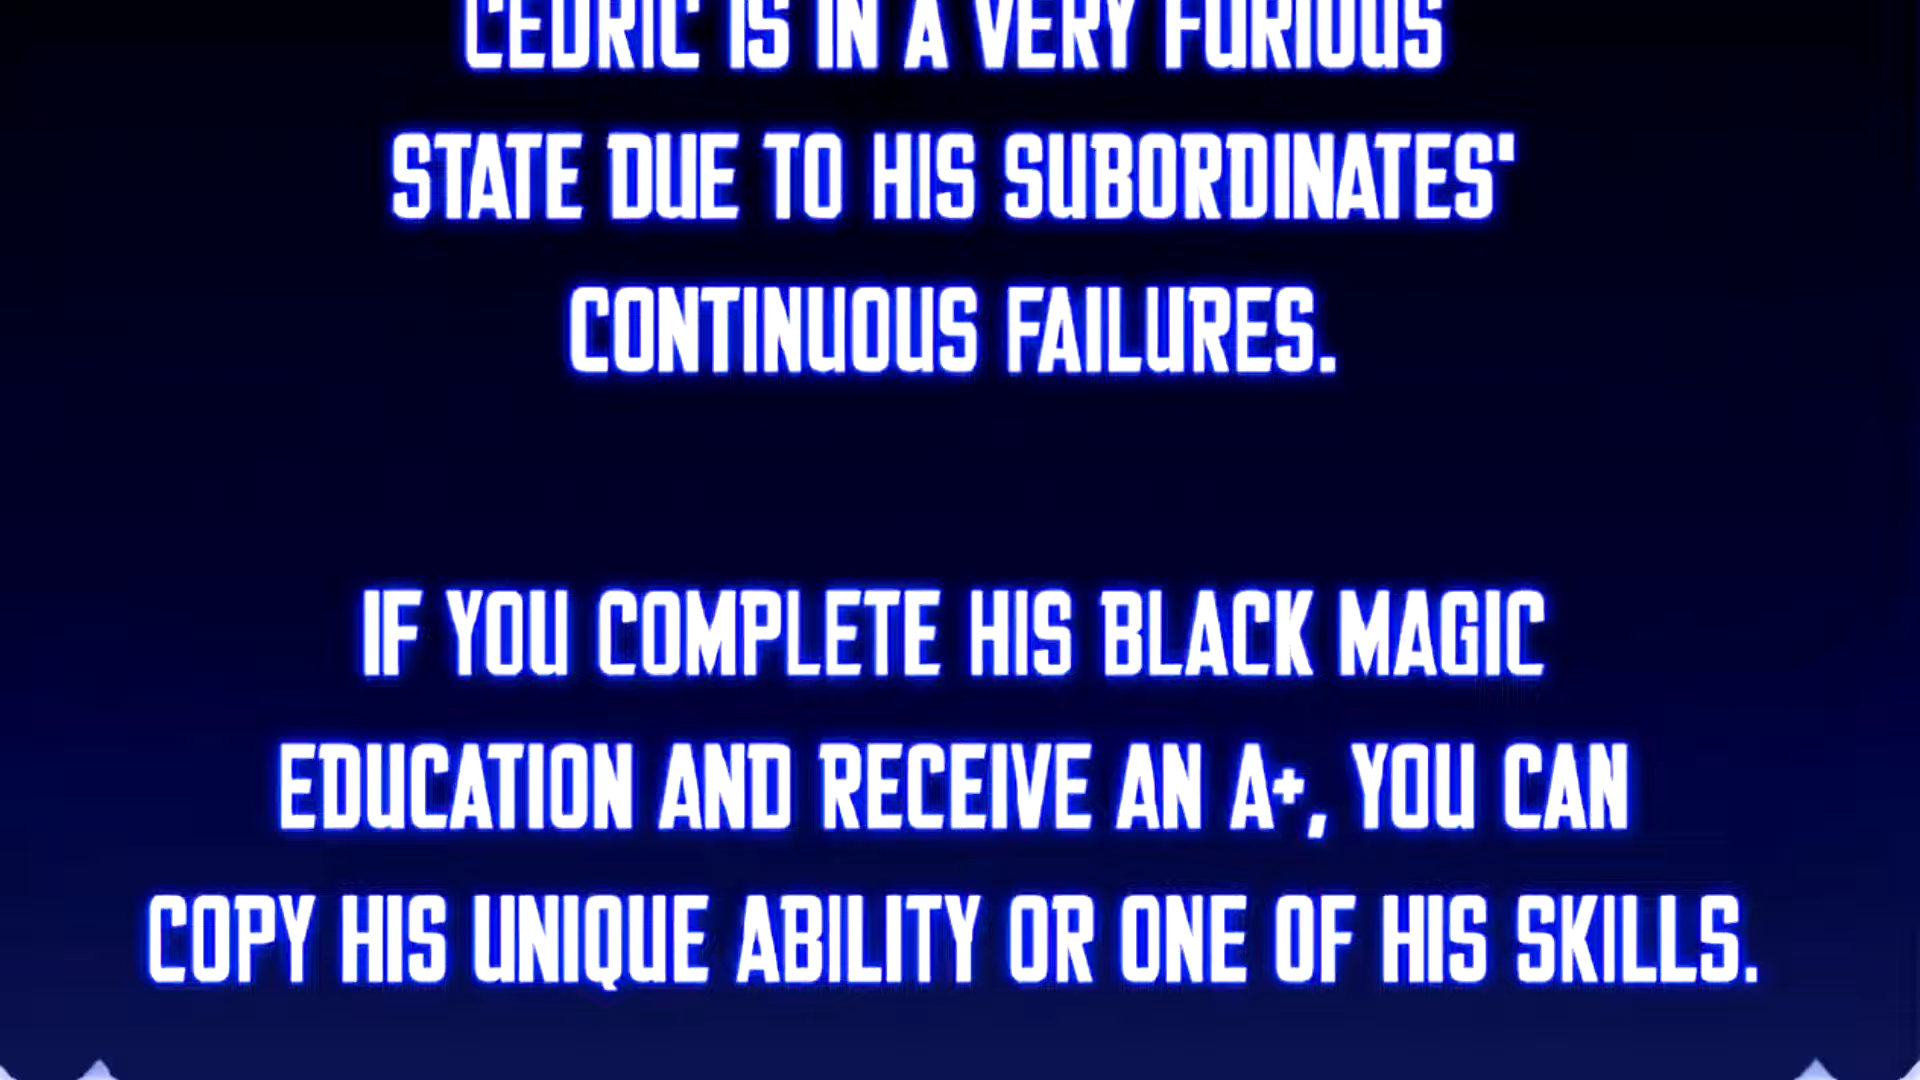 CEDRIC IS IN A VERY FURIOUS
STATE DUE TO HIS SUBORDINATES'
CONTINUOUS FAILURES.
IF YOU COMPLETE HIS BLACK MAGIC
EDUCATION AND RECEIVE AN A+, YOU CAN
COPY HIS UNIQUE ABILITY OR ONE OF HIS SKILLS.